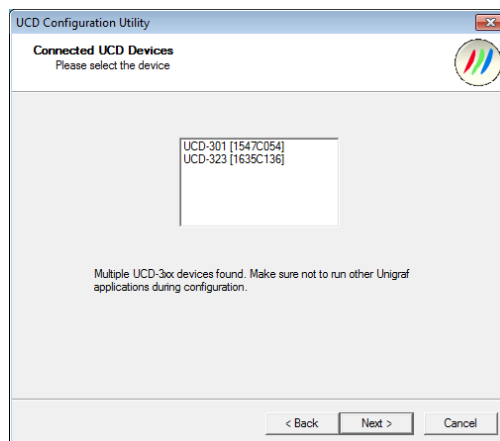 UCD Configuration Utility
Connected UCD Devices
Please select the device
UCD-301 [1547C054]
UCD-323 [1635C136]
Multiple UCD-3xx devices found. Make sure not to run other Unigraf
applications during configuration.
< Back
Next >
Cancel